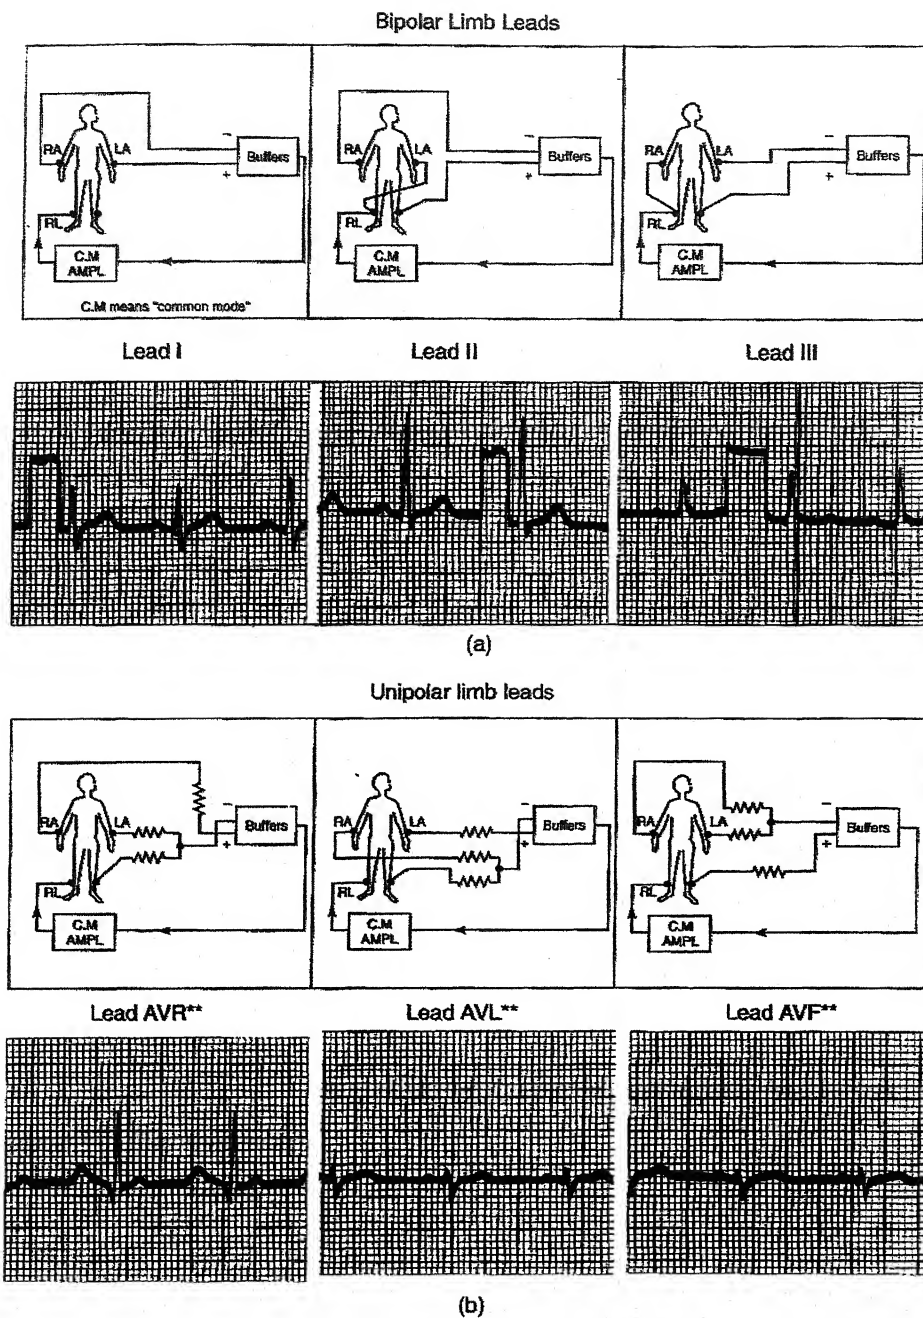 Bipolar Limb Leads
RA LA - + Buffers
RL
C.M
AMPL
C.M means "common mode"
RA LA - + Buffers
RL
C.M
AMPL
RA LA - + Buffers
RL
C.M
AMPL
Lead I Lead II Lead III
(a)
Unipolar limb leads
RA LA - + Buffers
RL
C.M
AMPL
RA LA - + Buffers
RL
C.M
AMPL
RA LA - + Buffers
RL
C.M
AMPL
Lead AVR** Lead AVL** Lead AVF**
(b)